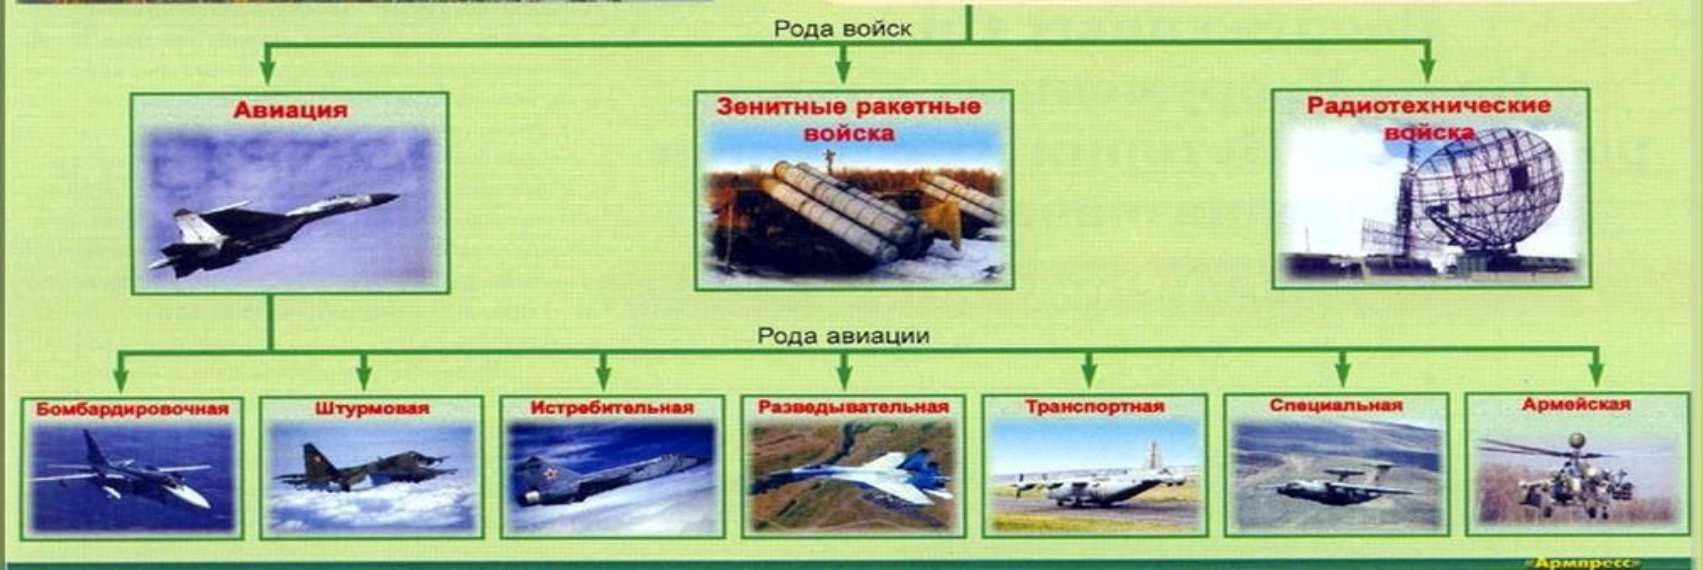 Рода войск
Авиация
Зенитные ракетные
войска
Радиотехнические
войска
Рода авиации
Бомбардировочная
Штурмовая
Истребительная
Разведывательная
Транспортная
Специальная
Армейская
«Армпресс»